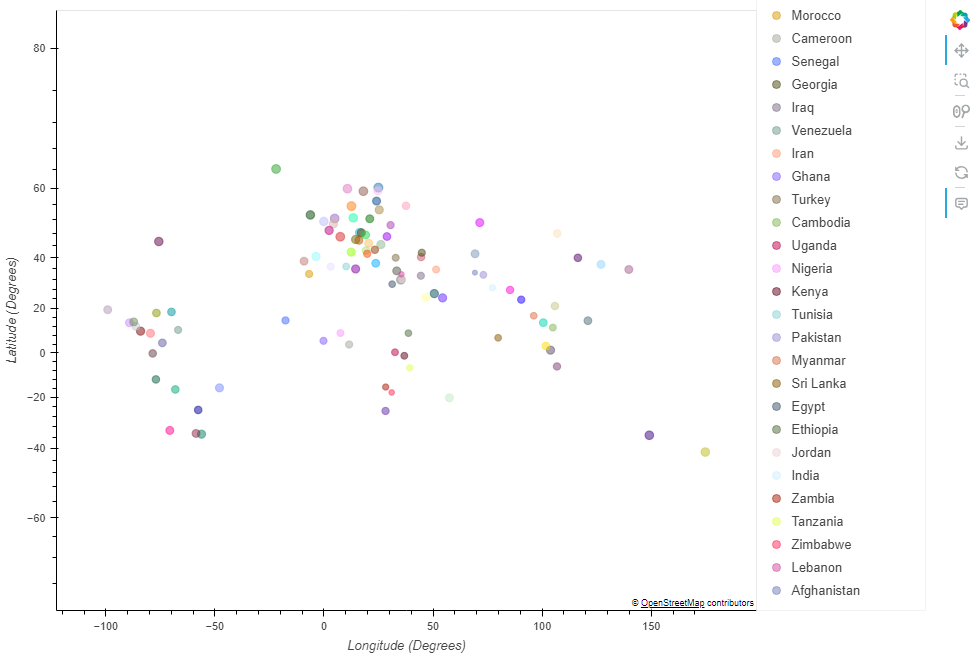 Morocco
Cameroon
Senegal
Georgia
Iraq
Venezuela
Iran
Ghana
Turkey
Cambodia
Uganda
Nigeria
Kenya
Tunisia
Pakistan
Myanmar
Sri Lanka
Egypt
Ethiopia
Jordan
India
Zambia
Tanzania
Zimbabwe
Lebanon
Afghanistan
80
60
40
20
0
−20
−40
−60
Latitude (Degrees)
© OpenStreetMap contributors
−100
−50
0
50
100
150
Longitude (Degrees)